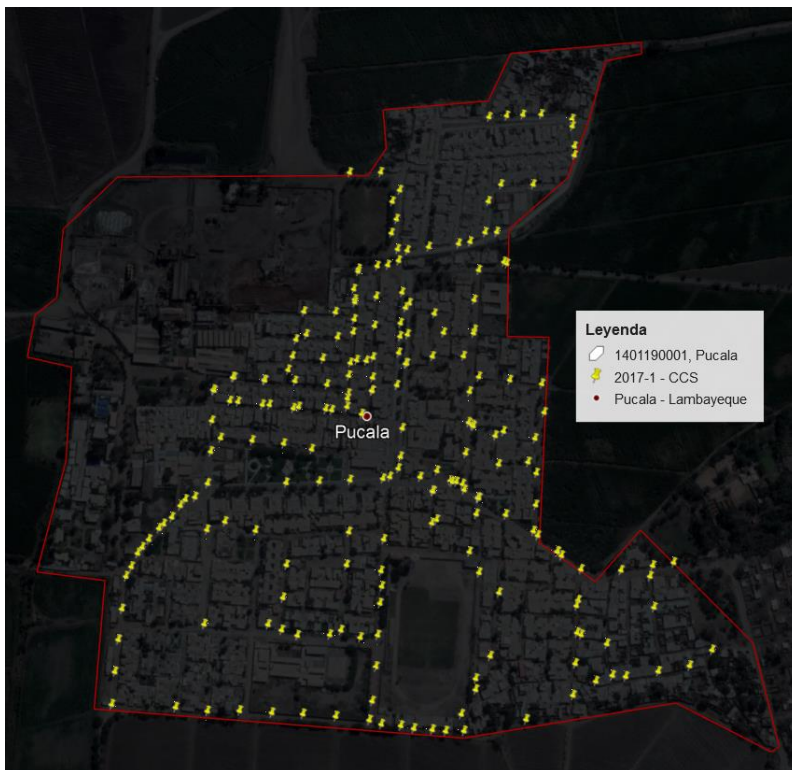 Leyenda
1401190001, Pucala
2017-1 - CCS
Pucala - Lambayeque
Pucala